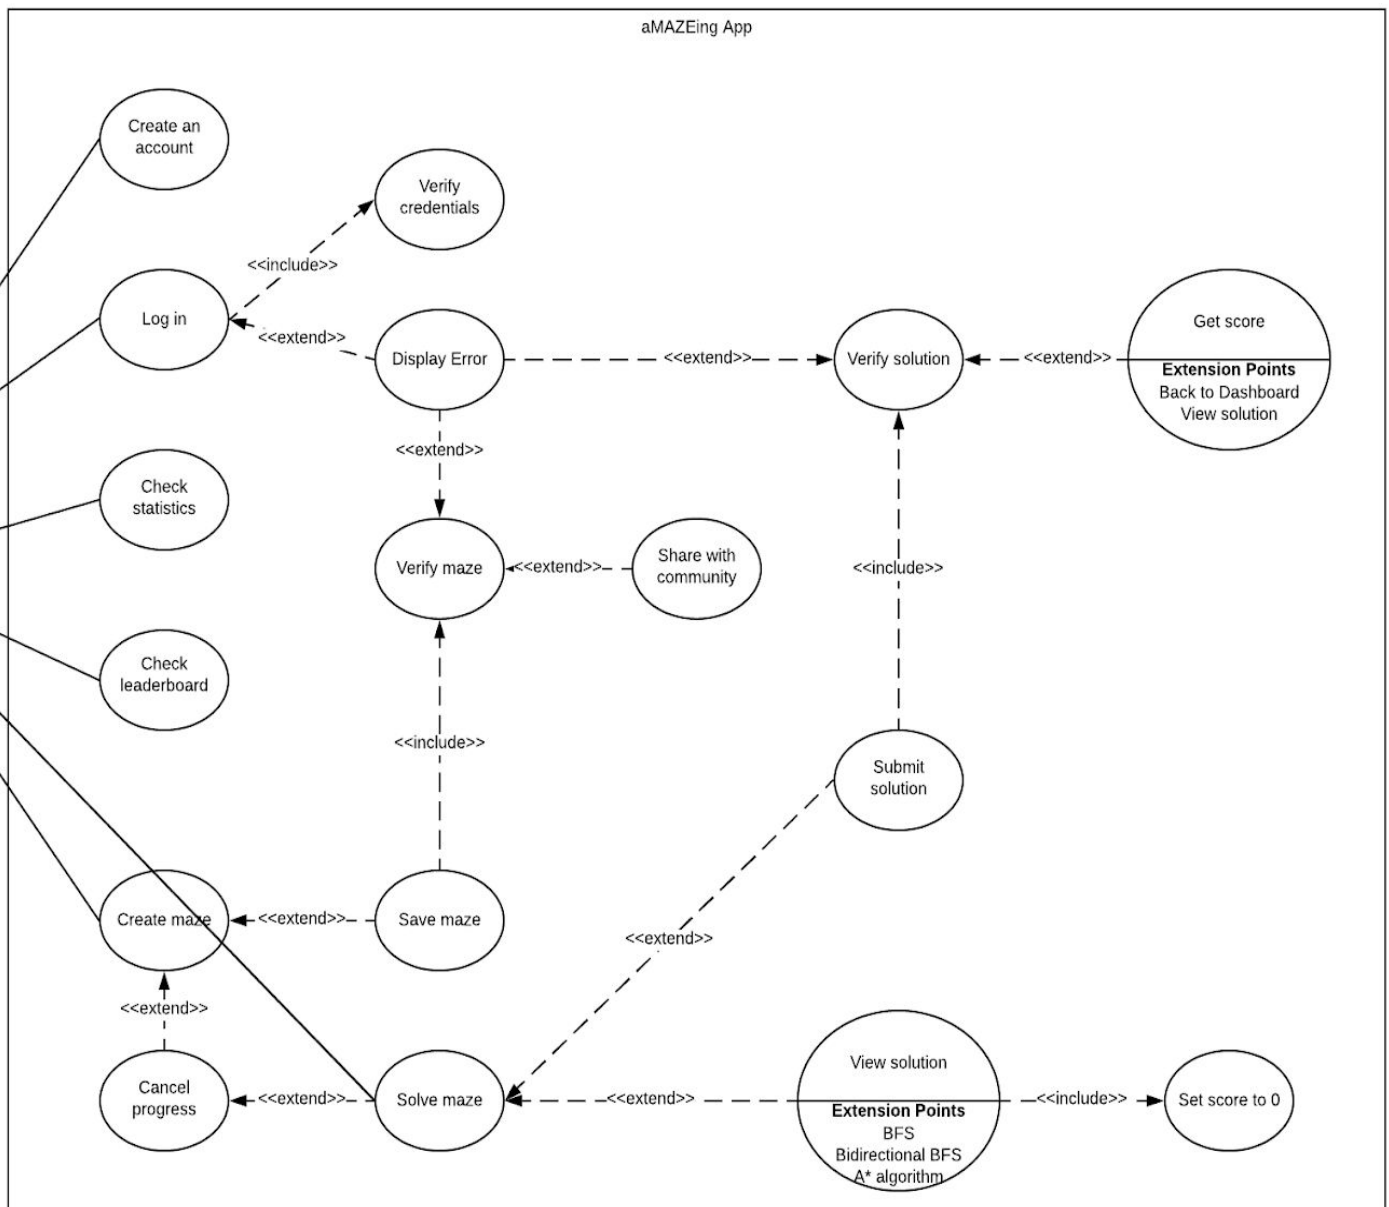 aMAZEing App
Create an
account
Verify
credentials
<<include>>
Log in
<<extend>>
Display Error
<<extend>>
Verify solution
<<extend>>
Get score
Extension Points
Back to Dashboard
View solution
<<extend>>
Check
statistics
Verify maze
<<extend>>
Share with
community
<<include>>
Check
leaderboard
<<include>>
Submit
solution
Create maze
<<extend>>
Save maze
<<extend>>
<<extend>>
Cancel
progress
<<extend>>
Solve maze
<<extend>>
View solution
Extension Points
BFS
Bidirectional BFS
A* algorithm
<<include>>
Set score to 0